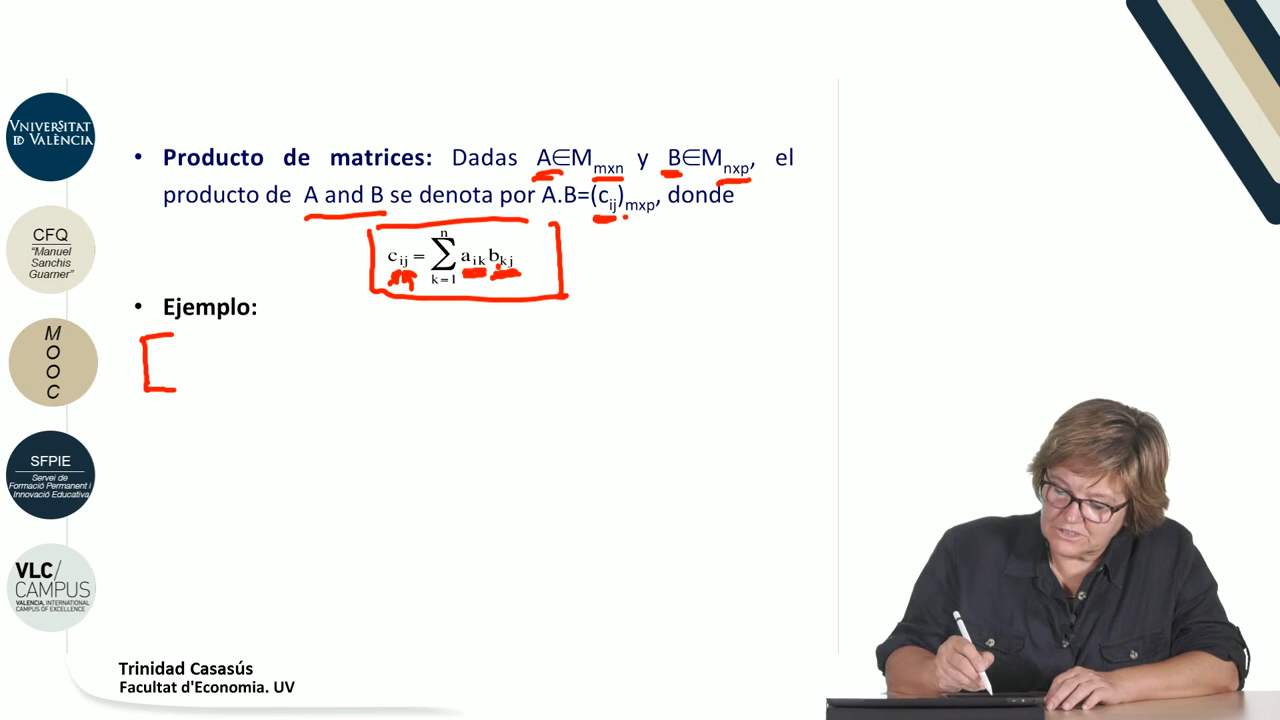 VNIVERSITAT
DE VALÈNCIA
CFQ
"Manuel
Sanchis
Guarner"
M
O
O
C
SFPIE
Servei de
Formació Permanent i
Innovació Educativa
VLC/
CAMPUS
VALENCIA, INTERNATIONAL
CAMPUS OF EXCELLENCE
• Producto de matrices: Dadas A∈Mmxn y B∈Mnxp, el
producto de A and B se denota por A.B=(cij)mxp, donde
n
cij = ∑ aik bkj
k=1
• Ejemplo:
[
Trinidad Casasús
Facultat d'Economia. UV